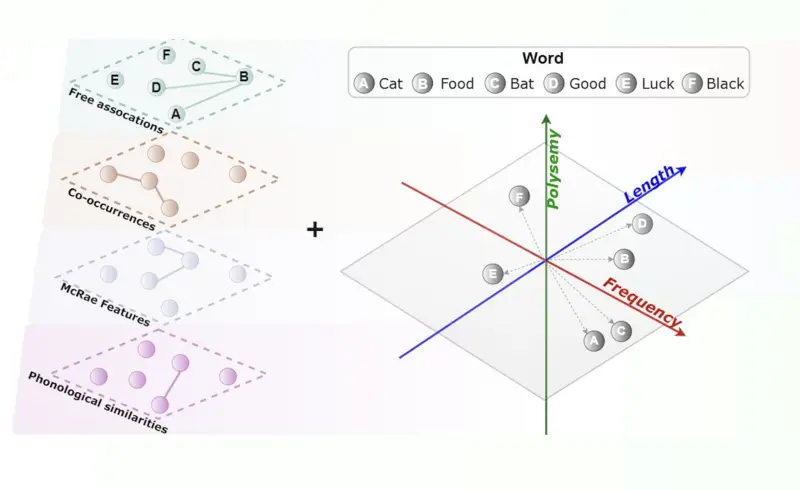 Word
A Cat B Food C Bat D Good E Luck F Black
F
C
B
E
D
A
Free assocations
Co-occurrences
McRae Features
Phonological similarities
+
Polysemy
Length
Frequency
F
D
B
E
C
A